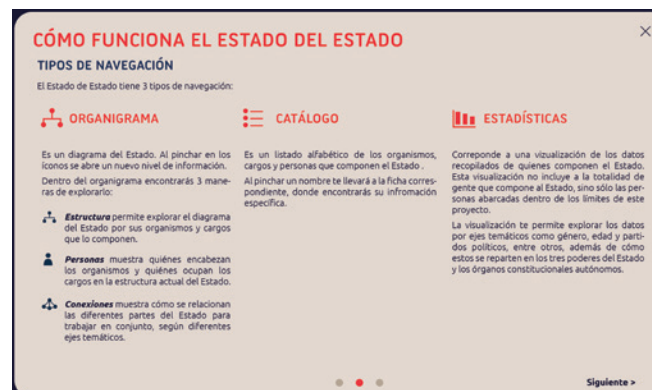 CÓMO FUNCIONA EL ESTADO DEL ESTADO
TIPOS DE NAVEGACIÓN
El Estado de Estado tiene 3 tipos de navegación:
ORGANIGRAMA
Es un diagrama del Estado. Al pinchar en los
íconos se abre un nuevo nivel de información.
Dentro del organigrama encontrarás 3 mane-
ras de explorarlo:
Estructura permite explorar el diagrama
del Estado por sus organismos y cargos
que lo componen.
Personas muestra quiénes encabezan
los organismos y quiénes ocupan los
cargos en la estructura actual del Estado.
Conexiones muestra cómo se relacionan
las diferentes partes del Estado para
trabajar en conjunto, según diferentes
ejes temáticos.
CATÁLOGO
Es un listado alfabético de los organismos,
cargos y personas que componen el Estado .
Al pinchar un nombre te llevará a la ficha corres-
pondiente, donde encontrarás su infromación
específica.
ESTADÍSTICAS
Correponde a una vizualización de los datos
recopilados de quienes componen el Estado.
Esta visualización no incluye a la totalidad de
gente que compone al Estado, sino sólo las per-
sonas abarcadas dentro de los límites de este
proyecto.
La visualización te permite explorar los datos
por ejes temáticos como género, edad y parti-
dos políticos, entre otros, además de cómo
estos se reparten en los tres poderes del Estado
y los órganos constitucionales autónomos.
Siguiente >